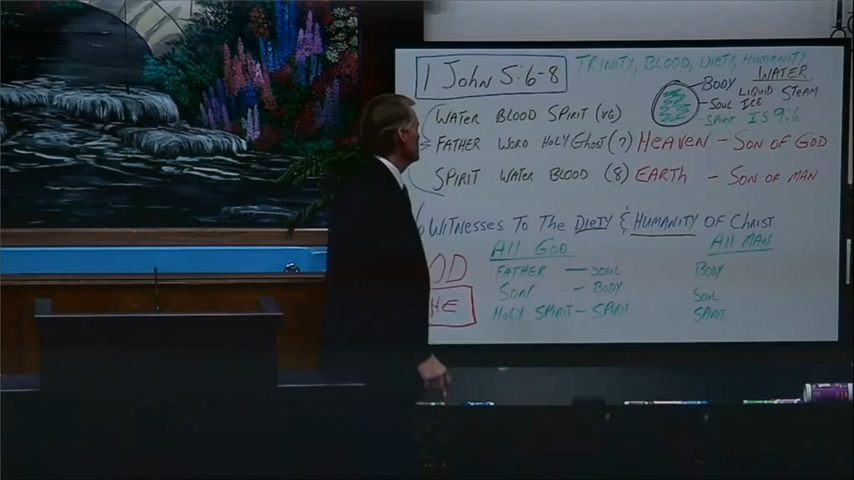 1 JOHN 5:6-8
TRINITY, BLOOD, DIETY, HUMANITY
BODY
SOUL
SPIRIT
WATER
LIQUID STEAM
ICE
IS 9:6
WATER BLOOD SPIRIT (V6)
FATHER WORD HOLY GHOST (7) HEAVEN - SON OF GOD
SPIRIT WATER BLOOD (8) EARTH - SON OF MAN
WITNESSES TO THE DIETY & HUMANITY OF CHRIST
All GOD
FATHER - SOUL
SON - BODY
HOLY SPIRIT - SPIRIT
All MAN
BODY
SOUL
SPIRIT
OD
HE